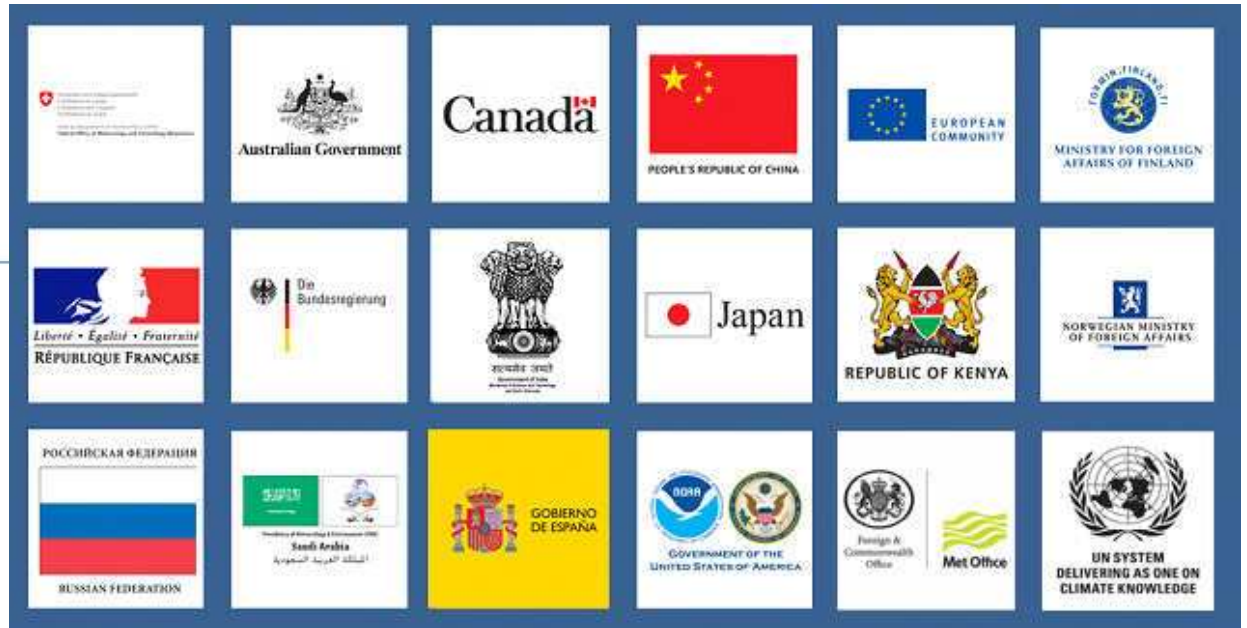 Australian Government
Canada
PEOPLE'S REPUBLIC OF CHINA
EUROPEAN
COMMUNITY
FORMIN.FINLAND.FI
MINISTRY FOR FOREIGN
AFFAIRS OF FINLAND
Liberté • Égalité • Fraternité
RÉPUBLIQUE FRANÇAISE
Die
Bundesregierung
सत्यमेव जयते
Government of India
Japan
REPUBLIC OF KENYA
NORWEGIAN MINISTRY
OF FOREIGN AFFAIRS
РОССИЙСКАЯ ФЕДЕРАЦИЯ
RUSSIAN FEDERATION
Saudi Arabia
المملكة العربية السعودية
GOBIERNO
DE ESPAÑA
NOAA
GOVERNMENT OF THE
UNITED STATES OF AMERICA
Foreign &
Commonwealth
Office
Met Office
UN SYSTEM
DELIVERING AS ONE ON
CLIMATE KNOWLEDGE